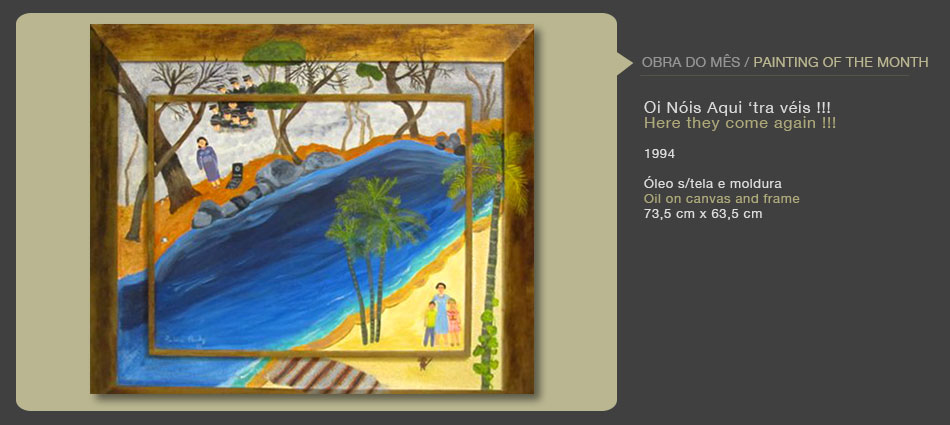 OBRA DO MÊS / PAINTING OF THE MONTH
Oi Nóis Aqui ‘tra véis !!!
Here they come again !!!
1994
Óleo s/tela e moldura
Oil on canvas and frame
73,5 cm x 63,5 cm